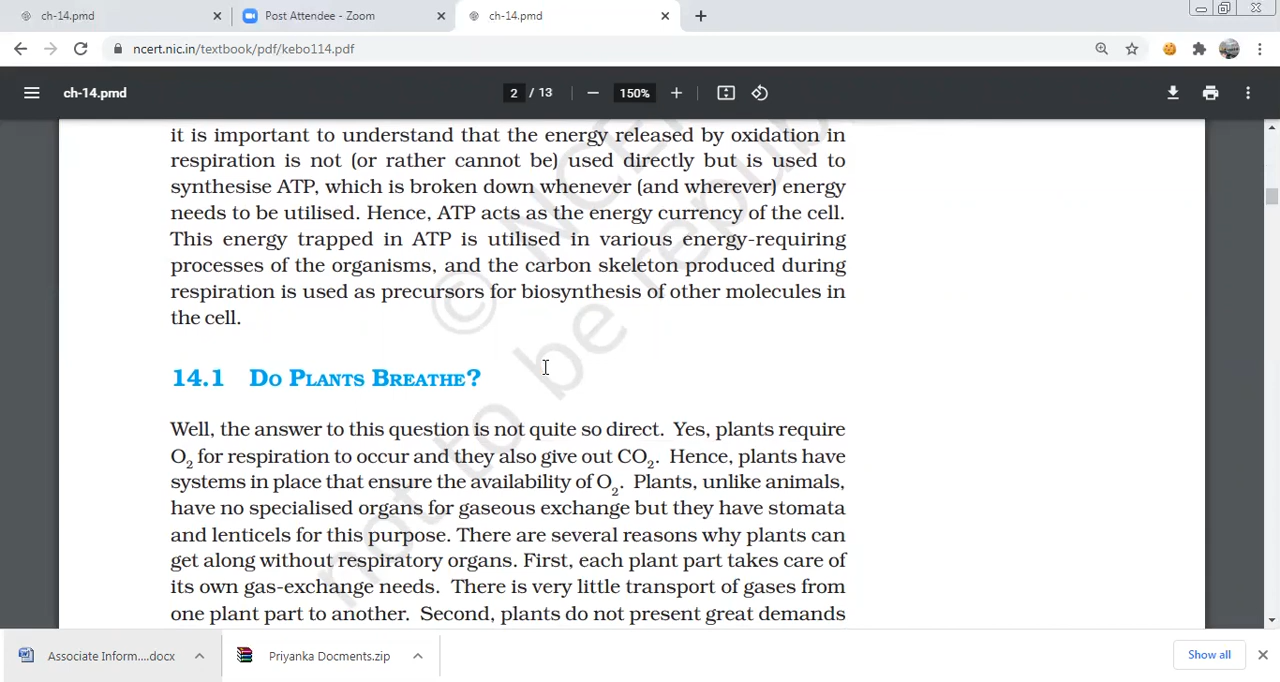 ch-14.pmd
Post Attendee - Zoom
ch-14.pmd
ncert.nic.in/textbook/pdf/kebo114.pdf
ch-14.pmd
2 / 13
150%
it is important to understand that the energy released by oxidation in
respiration is not (or rather cannot be) used directly but is used to
synthesise ATP, which is broken down whenever (and wherever) energy
needs to be utilised. Hence, ATP acts as the energy currency of the cell.
This energy trapped in ATP is utilised in various energy-requiring
processes of the organisms, and the carbon skeleton produced during
respiration is used as precursors for biosynthesis of other molecules in
the cell.
14.1 DO PLANTS BREATHE?
Well, the answer to this question is not quite so direct. Yes, plants require
O₂ for respiration to occur and they also give out CO₂. Hence, plants have
systems in place that ensure the availability of O₂. Plants, unlike animals,
have no specialised organs for gaseous exchange but they have stomata
and lenticels for this purpose. There are several reasons why plants can
get along without respiratory organs. First, each plant part takes care of
its own gas-exchange needs. There is very little transport of gases from
one plant part to another. Second, plants do not present great demands
© NC
not to be republ
Associate Inform....docx
Priyanka Docments.zip
Show all